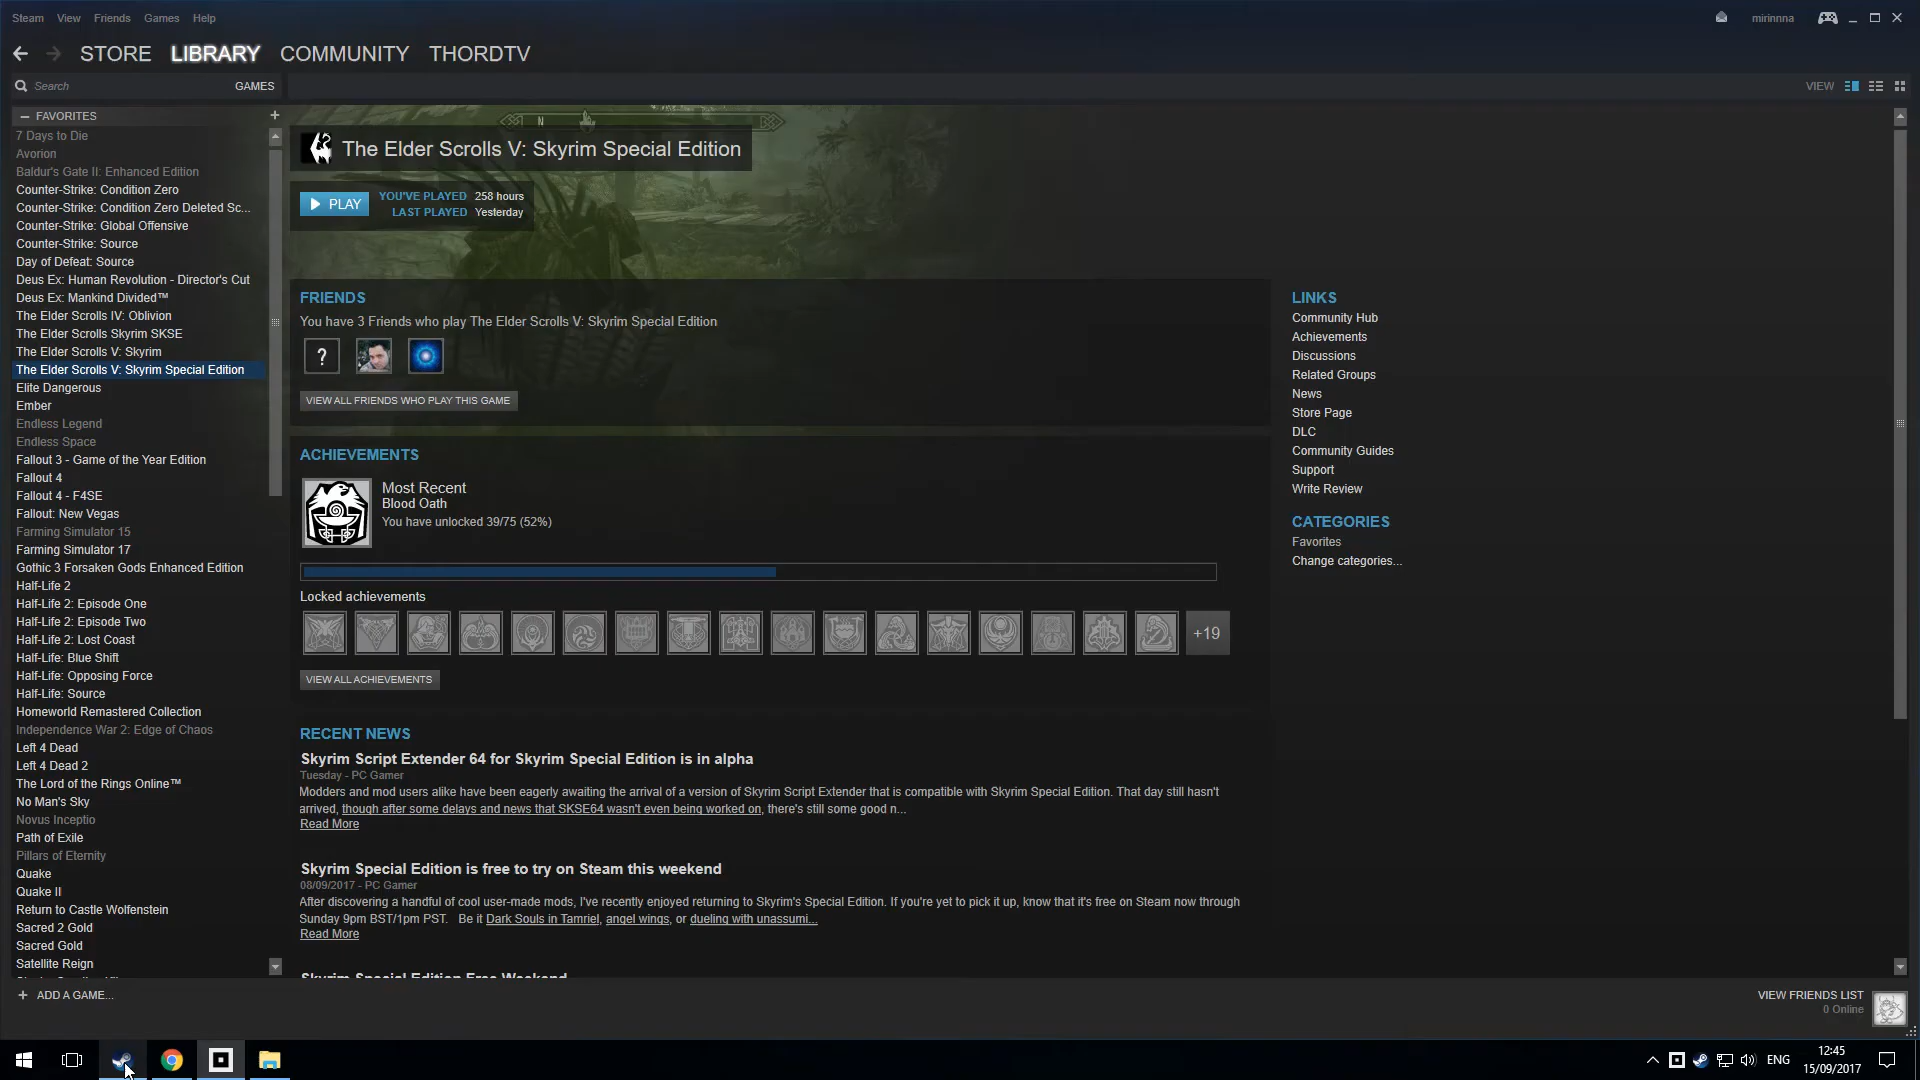 Steam View Friends Games Help
mirinnna
STORE LIBRARY COMMUNITY THORDTV
Search GAMES
VIEW
FAVORITES
7 Days to Die
Avorion
Baldur's Gate II: Enhanced Edition
Counter-Strike: Condition Zero
Counter-Strike: Condition Zero Deleted Sc...
Counter-Strike: Global Offensive
Counter-Strike: Source
Day of Defeat: Source
Deus Ex: Human Revolution - Director's Cut
Deus Ex: Mankind Divided™
The Elder Scrolls IV: Oblivion
The Elder Scrolls Skyrim SKSE
The Elder Scrolls V: Skyrim
The Elder Scrolls V: Skyrim Special Edition
Elite Dangerous
Ember
Endless Legend
Endless Space
Fallout 3 - Game of the Year Edition
Fallout 4
Fallout 4 - F4SE
Fallout: New Vegas
Farming Simulator 15
Farming Simulator 17
Gothic 3 Forsaken Gods Enhanced Edition
Half-Life 2
Half-Life 2: Episode One
Half-Life 2: Episode Two
Half-Life 2: Lost Coast
Half-Life: Blue Shift
Half-Life: Opposing Force
Half-Life: Source
Homeworld Remastered Collection
Independence War 2: Edge of Chaos
Left 4 Dead
Left 4 Dead 2
The Lord of the Rings Online™
No Man's Sky
Novus Inceptio
Path of Exile
Pillars of Eternity
Quake
Quake II
Return to Castle Wolfenstein
Sacred 2 Gold
Sacred Gold
Satellite Reign
+ ADD A GAME...
N
The Elder Scrolls V: Skyrim Special Edition
PLAY
YOU'VE PLAYED 258 hours
LAST PLAYED Yesterday
FRIENDS
You have 3 Friends who play The Elder Scrolls V: Skyrim Special Edition
?
VIEW ALL FRIENDS WHO PLAY THIS GAME
ACHIEVEMENTS
Most Recent
Blood Oath
You have unlocked 39/75 (52%)
Locked achievements
+19
VIEW ALL ACHIEVEMENTS
RECENT NEWS
Skyrim Script Extender 64 for Skyrim Special Edition is in alpha
Tuesday - PC Gamer
Modders and mod users alike have been eagerly awaiting the arrival of a version of Skyrim Script Extender that is compatible with Skyrim Special Edition. That day still hasn't
arrived, though after some delays and news that SKSE64 wasn't even being worked on, there's still some good n...
Read More
Skyrim Special Edition is free to try on Steam this weekend
08/09/2017 - PC Gamer
After discovering a handful of cool user-made mods, I've recently enjoyed returning to Skyrim's Special Edition. If you're yet to pick it up, know that it's free on Steam now through
Sunday 9pm BST/1pm PST. Be it Dark Souls in Tamriel, angel wings, or dueling with unassumi...
Read More
Skyrim Special Edition Free Weekend
LINKS
Community Hub
Achievements
Discussions
Related Groups
News
Store Page
DLC
Community Guides
Support
Write Review
CATEGORIES
Favorites
Change categories...
VIEW FRIENDS LIST
0 Online
ENG
12:45
15/09/2017